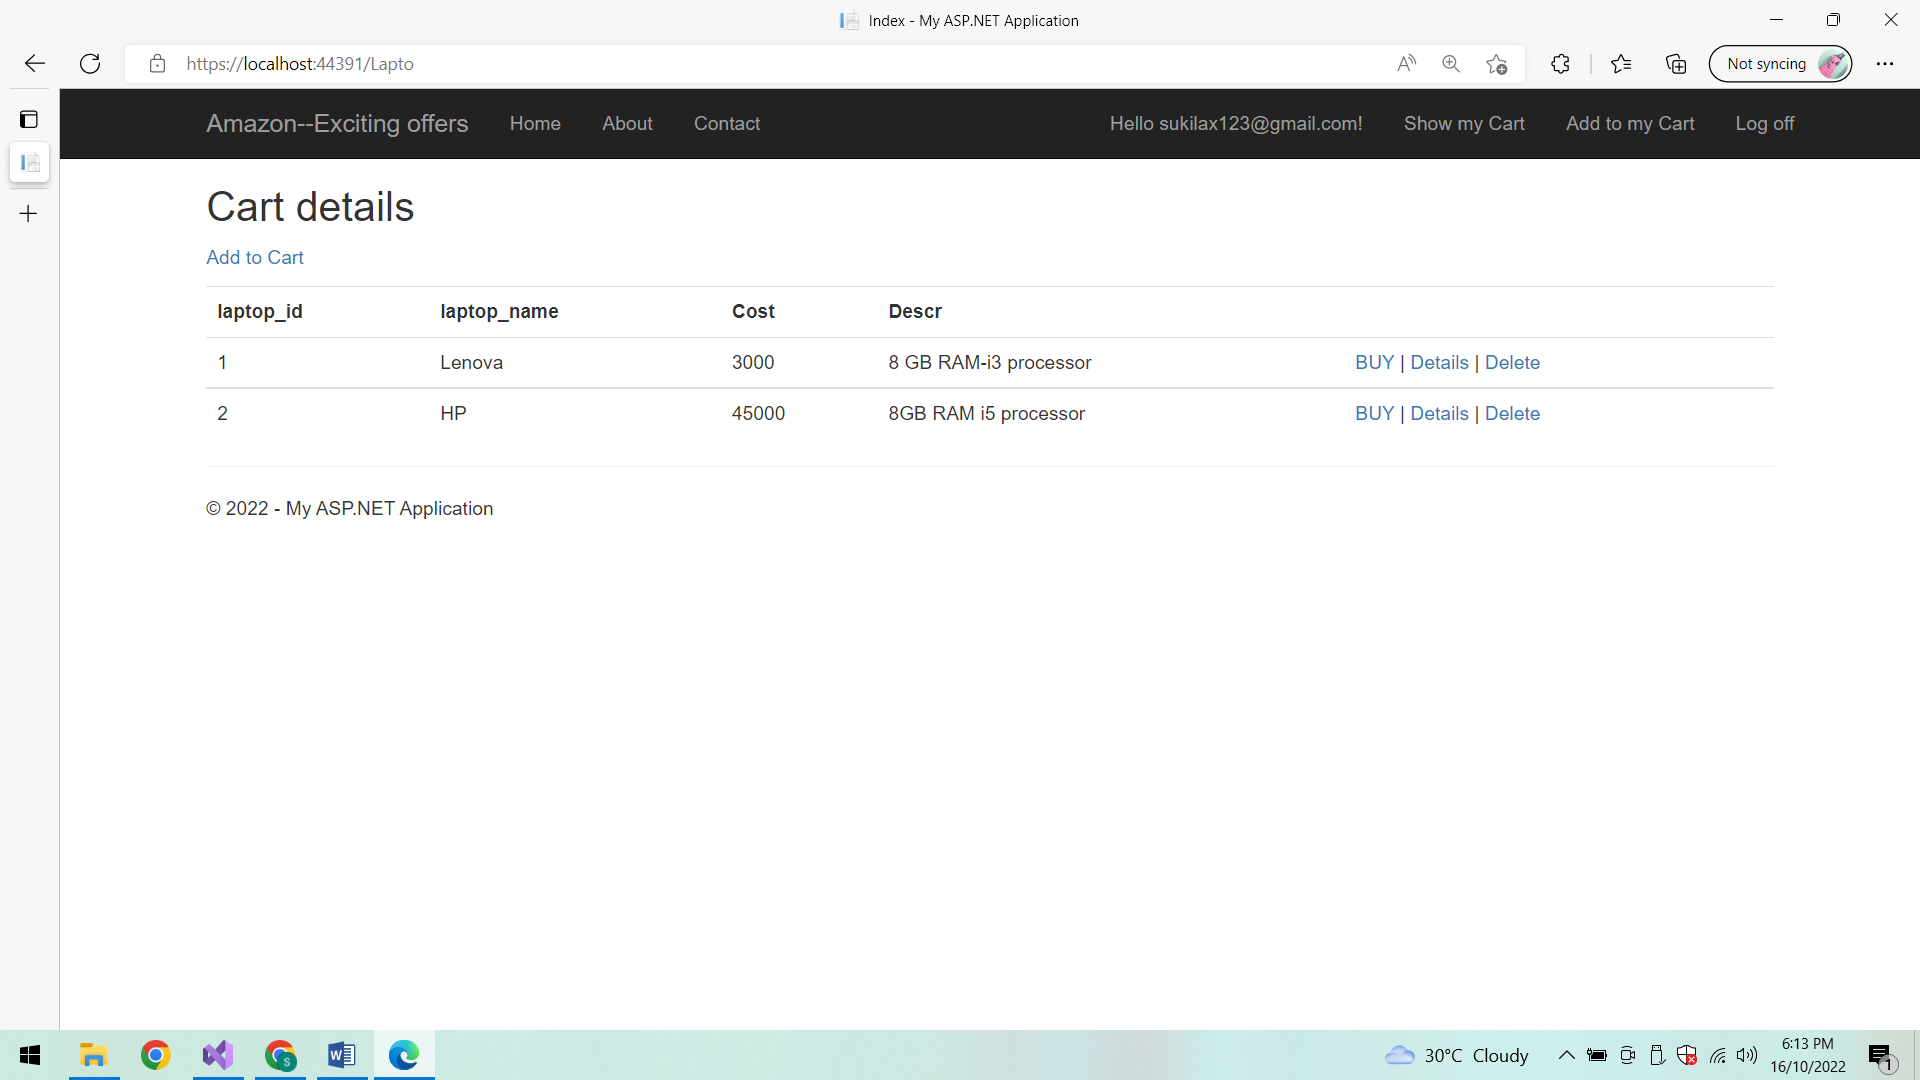 Index - My ASP.NET Application
https://localhost:44391/Lapto
Not syncing
Amazon--Exciting offers Home About Contact Hello sukilax123@gmail.com! Show my Cart Add to my Cart Log off
Cart details
Add to Cart
laptop_id laptop_name Cost Descr
1 Lenova 3000 8 GB RAM-i3 processor BUY | Details | Delete
2 HP 45000 8GB RAM i5 processor BUY | Details | Delete
© 2022 - My ASP.NET Application
30°C Cloudy
6:13 PM
16/10/2022
1